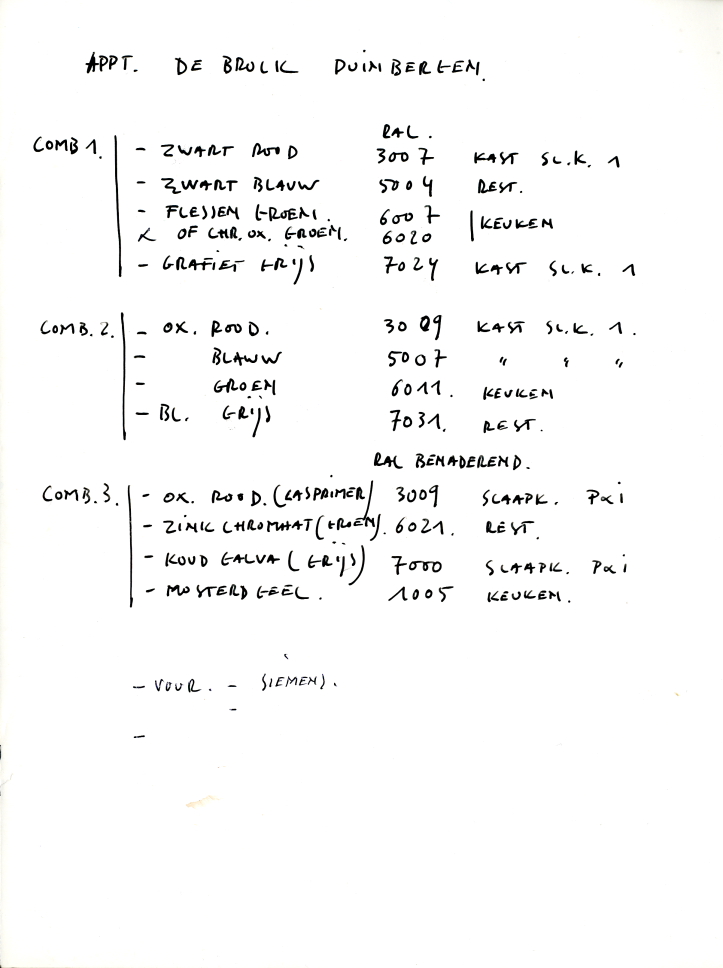 APPT. DE BROCK DUINBERGEN.
RAL.
COMB 1. - ZWART ROOD 3007 KAST SL.K. 1
- ZWART BLAUW 5004 REST.
- FLESSEN GROEN. 6007 KEUKEN
OF CHR. OX. GROEN. 6020
- GRAFIET GRIJS 7024 KAST SL.K. 1
COMB. 2. - OX. ROOD. 3009 KAST SL.K. 1.
- BLAUW 5007 " " "
- GROEN 6011. KEUKEN
- BL. GRIJS 7031. REST.
RAL BENADEREND.
COMB. 3. - OX. ROOD. (LASPRIMER) 3009 SLAAPK. P
- ZINK CHROMAAT (GROEN). 6021. REST.
- KOUD GALVA (GRIJS) 7000 SLAAPK. P
- MOSTERD GEEL. 1005 KEUKEN.
- VOUR. - SIEMENS.
-
-